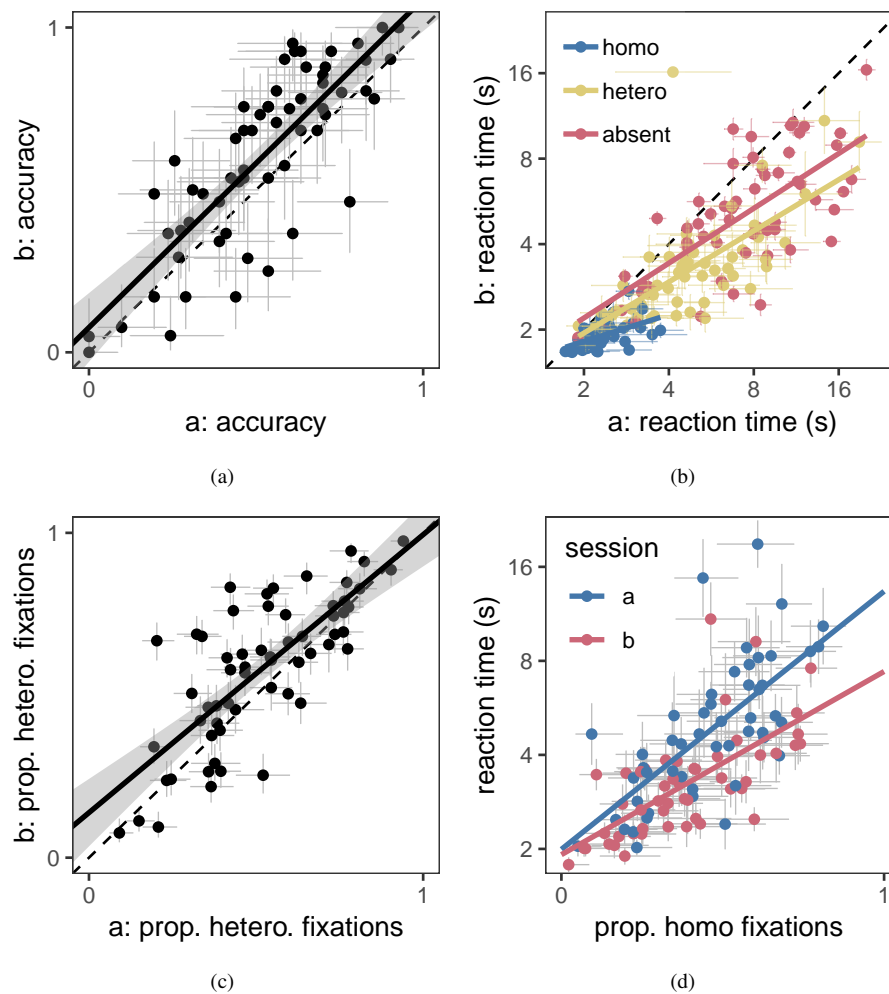 1
b: accuracy
0
0
1
a: accuracy
(a)
homo
hetero
absent
16
8
4
2
b: reaction time (s)
2
4
8
16
a: reaction time (s)
(b)
1
b: prop. hetero. fixations
0
0
1
a: prop. hetero. fixations
(c)
session
a
b
16
8
4
2
reaction time (s)
0
1
prop. homo fixations
(d)